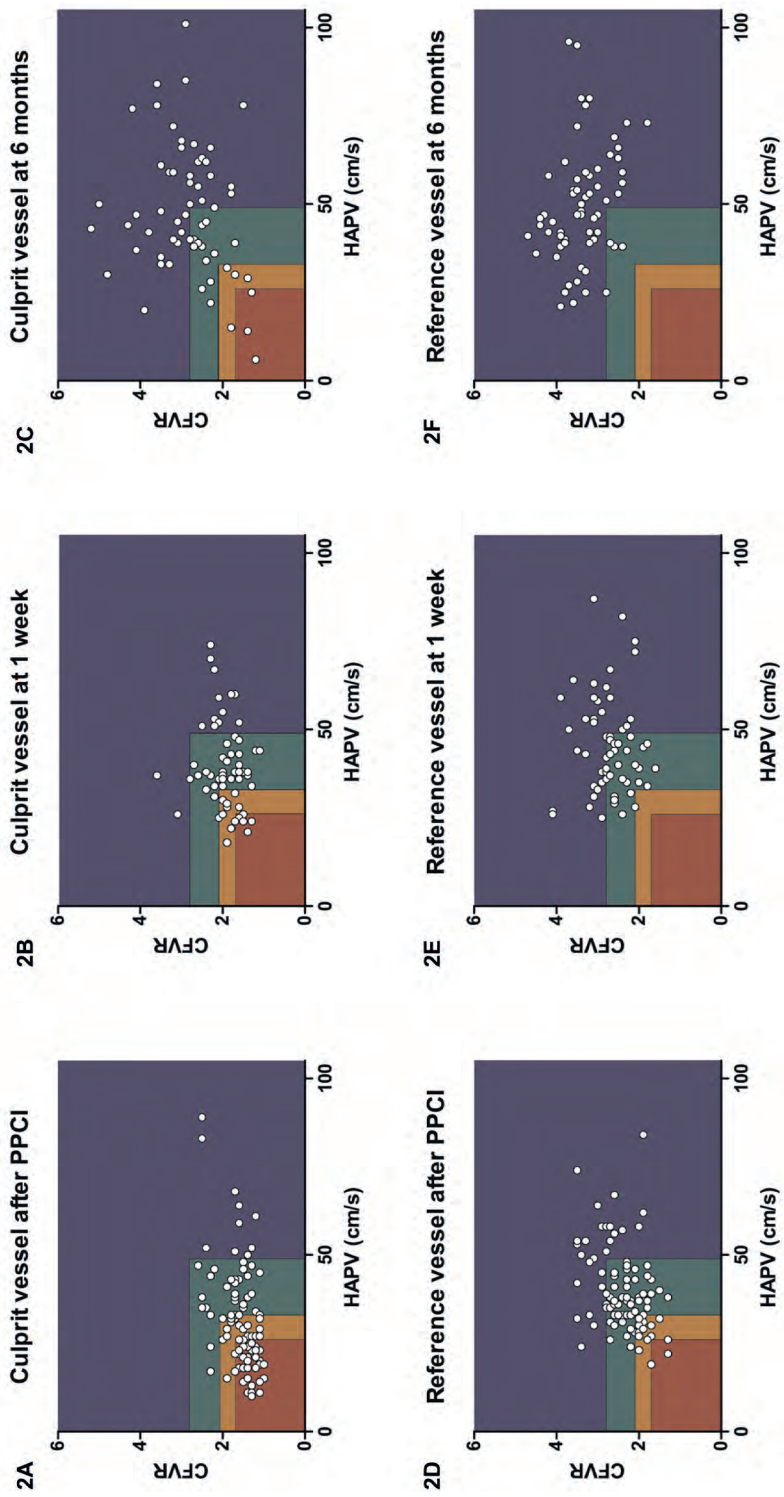 2A
Culprit vessel after PPCI
CFVR
6
4
2
0
0
50
100
HAPV (cm/s)
2B
Culprit vessel at 1 week
CFVR
6
4
2
0
0
50
100
HAPV (cm/s)
2C
Culprit vessel at 6 months
CFVR
6
4
2
0
0
50
100
HAPV (cm/s)
2D
Reference vessel after PPCI
CFVR
6
4
2
0
0
50
100
HAPV (cm/s)
2E
Reference vessel at 1 week
CFVR
6
4
2
0
0
50
100
HAPV (cm/s)
2F
Reference vessel at 6 months
CFVR
6
4
2
0
0
50
100
HAPV (cm/s)